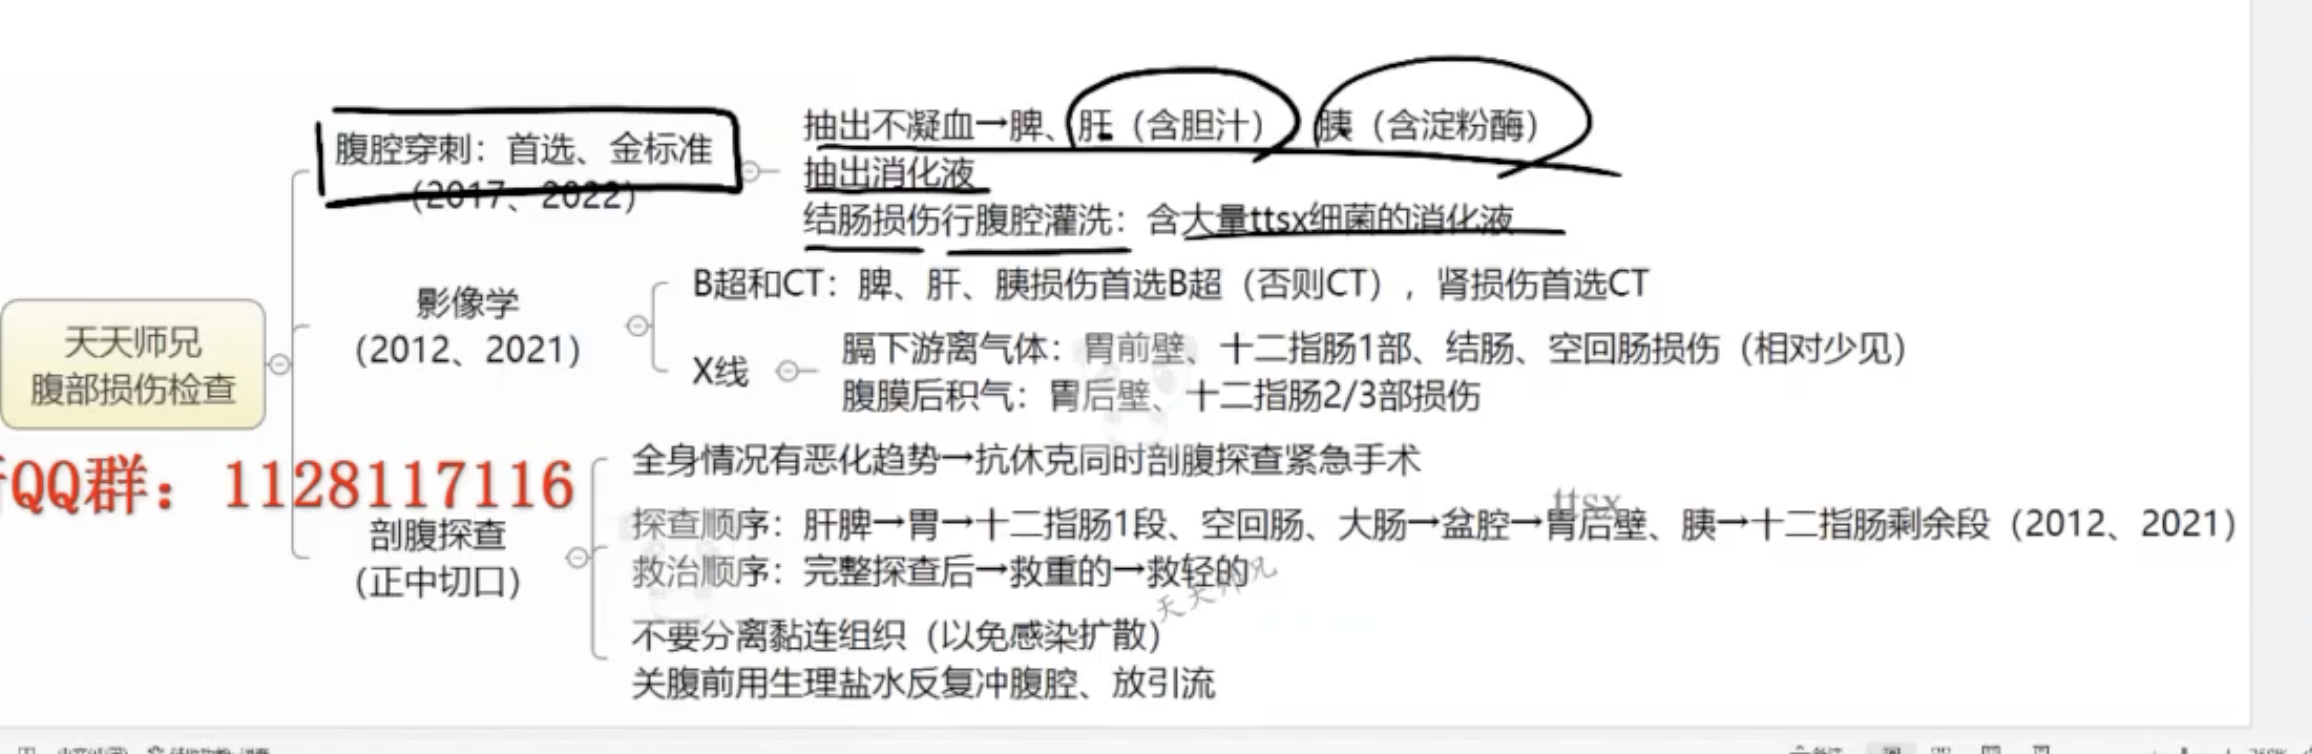 腹腔穿刺：首选、金标准
（2017、2022）
抽出不凝血→脾、肝（含胆汁） 胰（含淀粉酶）
抽出消化液
结肠损伤行腹腔灌洗：含大量ttsx细菌的消化液
影像学
（2012、2021）
B超和CT：脾、肝、胰损伤首选B超（否则CT），肾损伤首选CT
X线
膈下游离气体：胃前壁、十二指肠1部、结肠、空回肠损伤（相对少见）
腹膜后积气：胃后壁、十二指肠2/3部损伤
天天师兄
腹部损伤检查
QQ群：1128117116
剖腹探查
（正中切口）
全身情况有恶化趋势→抗休克同时剖腹探查紧急手术
ttsx
探查顺序：肝脾→胃→十二指肠1段、空回肠、大肠→盆腔→胃后壁、胰→十二指肠剩余段（2012、2021）
救治顺序：完整探查后→救重的→救轻的
天天师兄
不要分离黏连组织（以免感染扩散）
关腹前用生理盐水反复冲腹腔、放引流